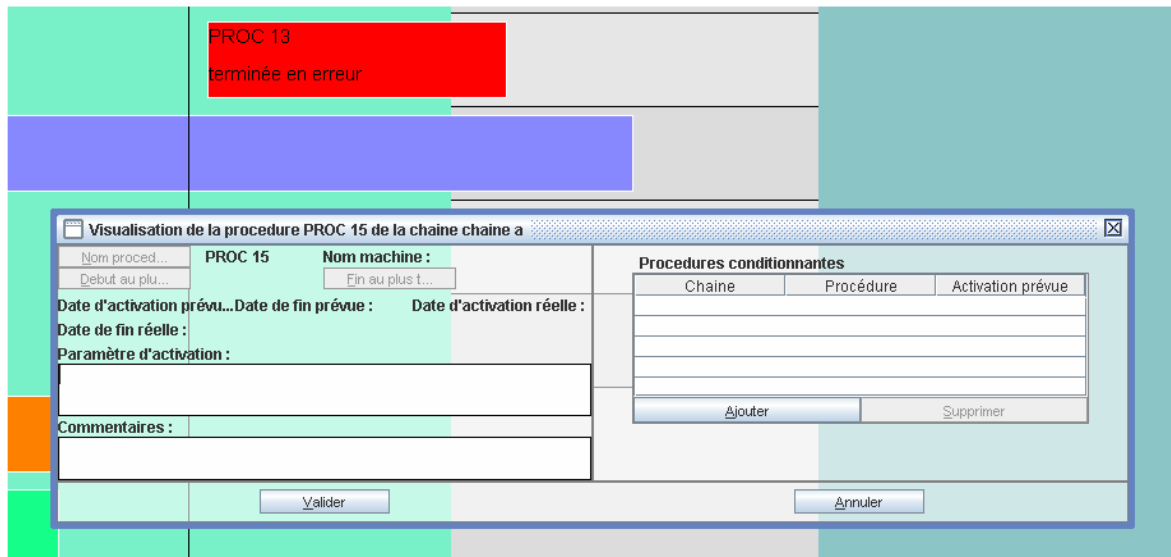 PROC 13
terminée en erreur
Visualisation de la procedure PROC 15 de la chaine chaine a
Nom proced... PROC 15 Nom machine :
Debut au plu... Fin au plus t...
Date d'activation prévu...Date de fin prévue : Date d'activation réelle :
Date de fin réelle :
Paramètre d'activation :
Commentaires :
Procedures conditionnantes
Chaine Procédure Activation prévue
Ajouter Supprimer
Valider Annuler